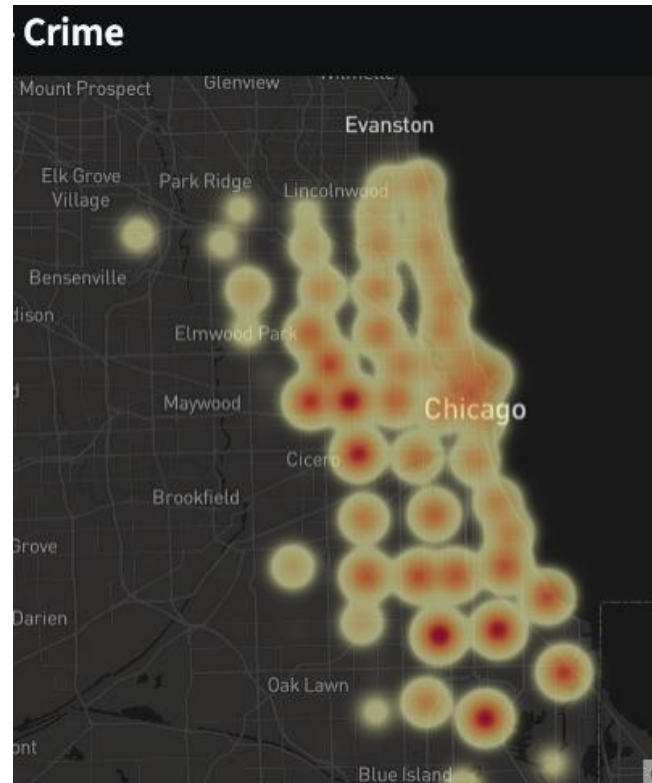 Crime
Glenview
Mount Prospect
Evanston
Elk Grove
Village
Park Ridge
Lincolnwood
Bensenville
dison
Elmwood Park
Maywood
Chicago
Cicero
Brookfield
Grove
Darien
Oak Lawn
ont
Blue Island